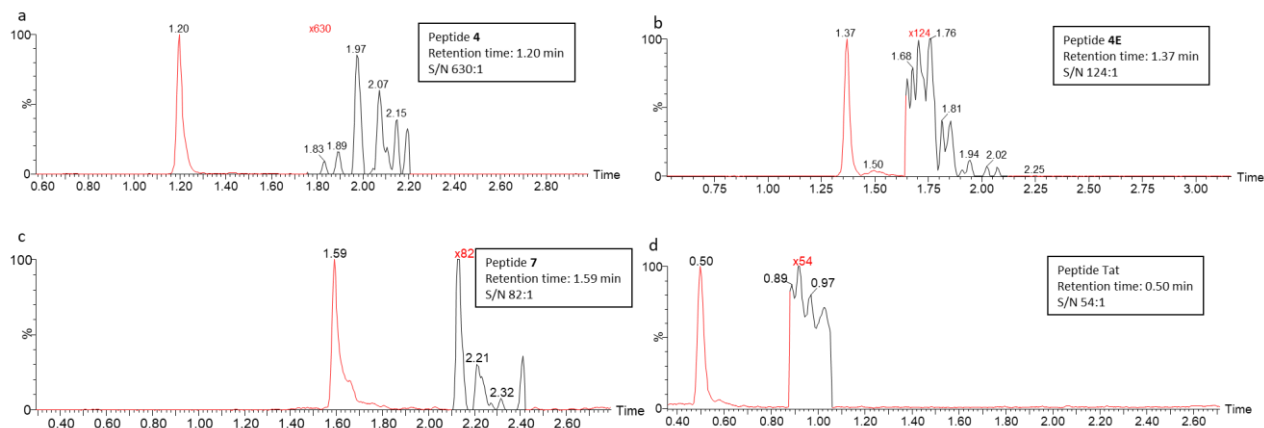 a
100
%
0
1.20
x630
1.83
1.89
1.97
2.07
2.15
Peptide 4
Retention time: 1.20 min
S/N 630:1
0.60 0.80 1.00 1.20 1.40 1.60 1.80 2.00 2.20 2.40 2.60 2.80
Time
b
100
%
0
1.37
1.50
x124
1.68
1.76
1.81
1.94
2.02
2.25
Peptide 4E
Retention time: 1.37 min
S/N 124:1
0.75 1.00 1.25 1.50 1.75 2.00 2.25 2.50 2.75 3.00
Time
c
100
%
0
1.59
x82
2.21
2.32
Peptide 7
Retention time: 1.59 min
S/N 82:1
0.40 0.60 0.80 1.00 1.20 1.40 1.60 1.80 2.00 2.20 2.40 2.60
Time
d
100
%
0
0.50
x54
0.89
0.97
Peptide Tat
Retention time: 0.50 min
S/N 54:1
0.40 0.60 0.80 1.00 1.20 1.40 1.60 1.80 2.00 2.20 2.40 2.60
Time